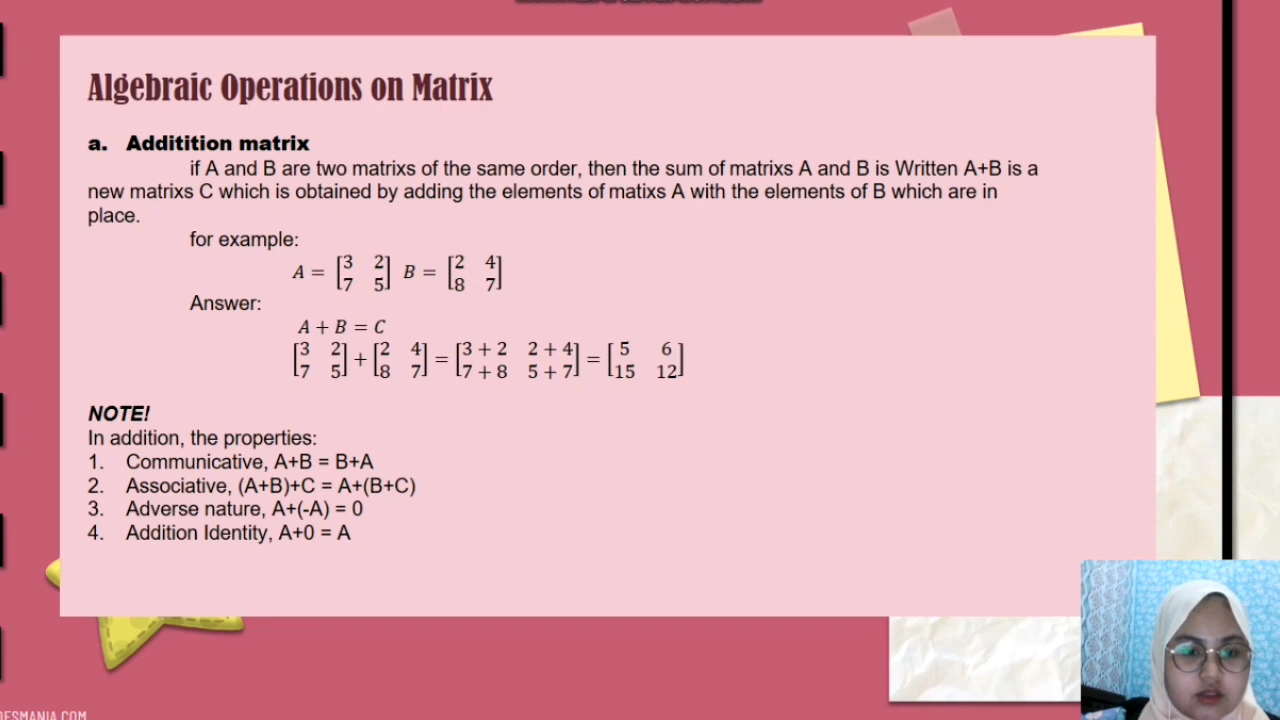 Algebraic Operations on Matrix
a. Additition matrix
if A and B are two matrixs of the same order, then the sum of matrixs A and B is Written A+B is a
new matrixs C which is obtained by adding the elements of matixs A with the elements of B which are in
place.
for example:
A = [3 2 7 5] B = [2 4 8 7]
Answer:
A + B = C
[3 2 7 5] + [2 4 8 7] = [3 + 2 2 + 4 7 + 8 5 + 7] = [5 6 15 12]
NOTE!
In addition, the properties:
1. Communicative, A+B = B+A
2. Associative, (A+B)+C = A+(B+C)
3. Adverse nature, A+(-A) = 0
4. Addition Identity, A+0 = A
DESMANIA.COM